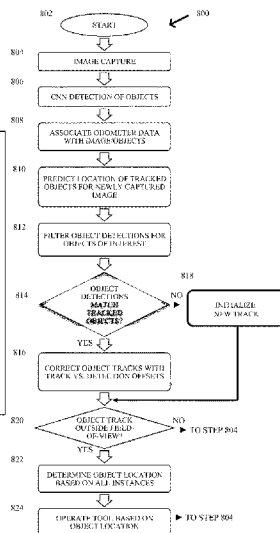 802
START
800
804
IMAGE CAPTURE
806
CNN DETECTION OF OBJECTS
808
ASSOCIATE ODOMETER DATA
WITH IMAGE/OBJECTS
810
PREDICT LOCATION OF TRACKED
OBJECTS FOR NEWLY CAPTURED
IMAGE
812
FILTER OBJECT DETECTIONS FOR
OBJECTS OF INTEREST
814
OBJECT
DETECTIONS
MATCH
TRACKED
OBJECTS?
NO
818
INITIALIZE
NEW TRACK
YES
816
CORRECT OBJECT TRACKS WITH
TRACK VS. DETECTION OFFSETS
820
OBJECT TRACK
OUTSIDE FIELD-
OF-VIEW?
NO
TO STEP 804
YES
822
DETERMINE OBJECT LOCATION
BASED ON ALL INSTANCES
824
OPERATE TOOL BASED ON
OBJECT LOCATION
TO STEP 804